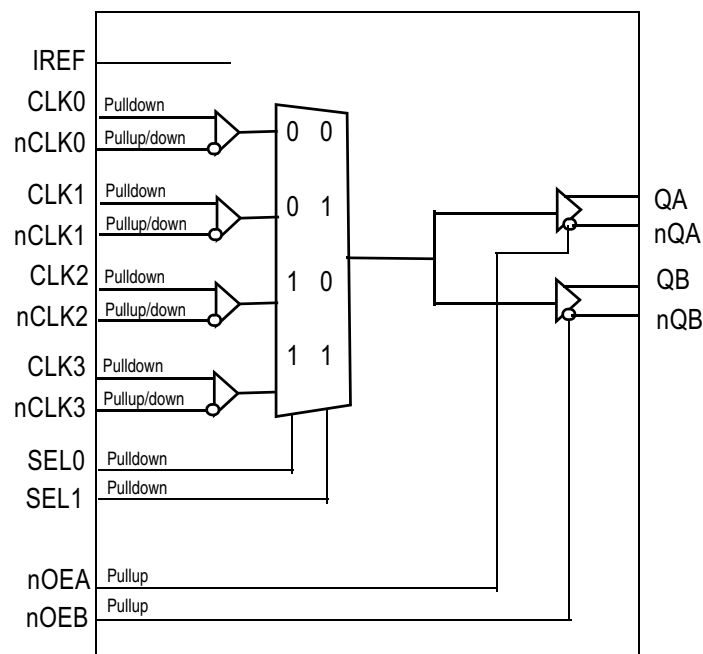 IREF
CLK0 Pulldown
nCLK0 Pullup/down
0 0
CLK1 Pulldown
nCLK1 Pullup/down
0 1
QA
nQA
CLK2 Pulldown
nCLK2 Pullup/down
1 0
QB
nQB
CLK3 Pulldown
nCLK3 Pullup/down
1 1
SEL0 Pulldown
SEL1 Pulldown
nOEA Pullup
nOEB Pullup